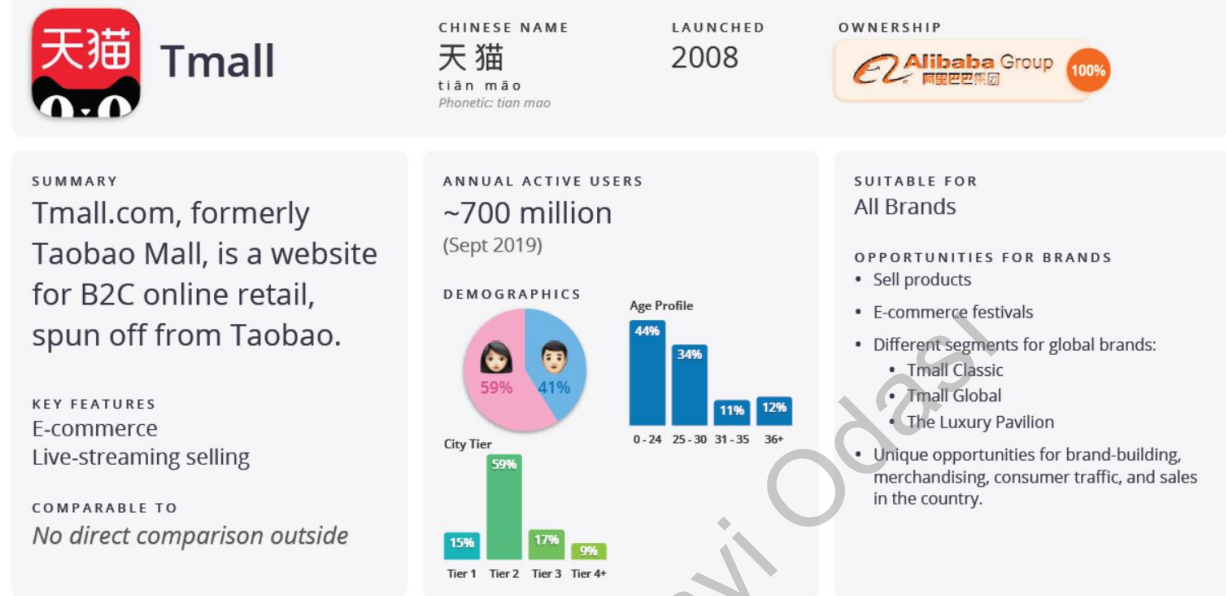 天猫
Tmall
CHINESE NAME
天猫
tiān māo
Phonetic: tian mao
LAUNCHED
2008
OWNERSHIP
Alibaba Group
阿里巴巴集团
100%
SUMMARY
Tmall.com, formerly
Taobao Mall, is a website
for B2C online retail,
spun off from Taobao.
KEY FEATURES
E-commerce
Live-streaming selling
COMPARABLE TO
No direct comparison outside
ANNUAL ACTIVE USERS
~700 million
(Sept 2019)
DEMOGRAPHICS
59% 41%
Age Profile
44%
34%
11%
12%
0 - 24 25 - 30 31 - 35 36+
City Tier
15%
59%
17%
9%
Tier 1 Tier 2 Tier 3 Tier 4+
SUITABLE FOR
All Brands
OPPORTUNITIES FOR BRANDS
• Sell products
• E-commerce festivals
• Different segments for global brands:
• Tmall Classic
• Tmall Global
• The Luxury Pavilion
• Unique opportunities for brand-building,
merchandising, consumer traffic, and sales
in the country.